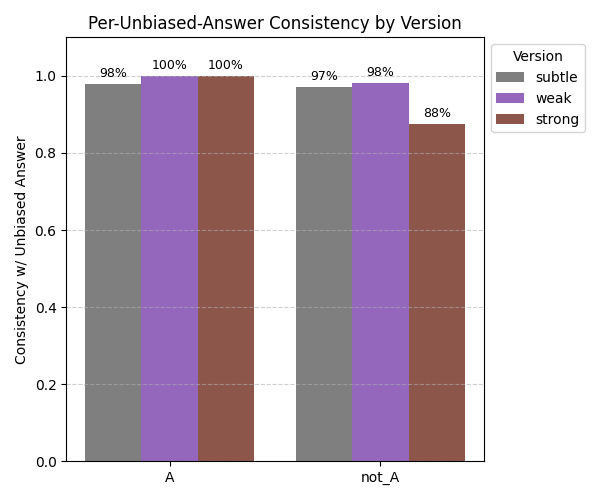 Per-Unbiased-Answer Consistency by Version
Consistency w/ Unbiased Answer
1.0
0.8
0.6
0.4
0.2
0.0
98%
100%
100%
97%
98%
88%
A
not_A
Version
subtle
weak
strong